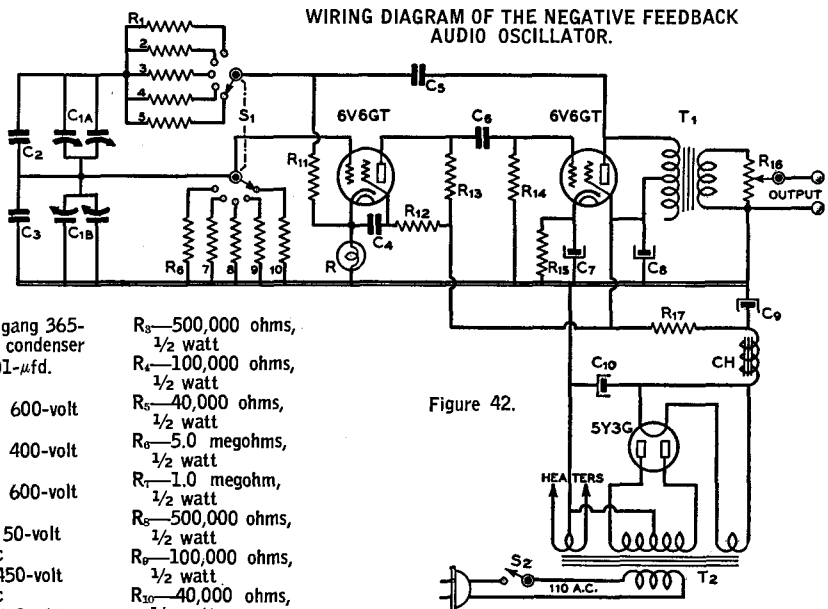 WIRING DIAGRAM OF THE NEGATIVE FEEDBACK
AUDIO OSCILLATOR.
R1
2
3
4
5
S1
C1A
C2
C3
C1B
R6
7
8
9
10
R11
6V6GT
C5
C6
6V6GT
T1
R16
OUTPUT
R13
R14
C4
R12
R
R15
C7
C8
C9
R17
CH
C10
5Y3G
HEATERS
S2
110 A.C.
T2
Figure 42.
gang 365-
condenser
01-μfd.
600-volt
400-volt
600-volt
50-volt
c
450-volt
c
R3—500,000 ohms,
1/2 watt
R4—100,000 ohms,
1/2 watt
R5—40,000 ohms,
1/2 watt
R6—5.0 megohms,
1/2 watt
R7—1.0 megohm,
1/2 watt
R8—500,000 ohms,
1/2 watt
R9—100,000 ohms,
1/2 watt
R10—40,000 ohms,